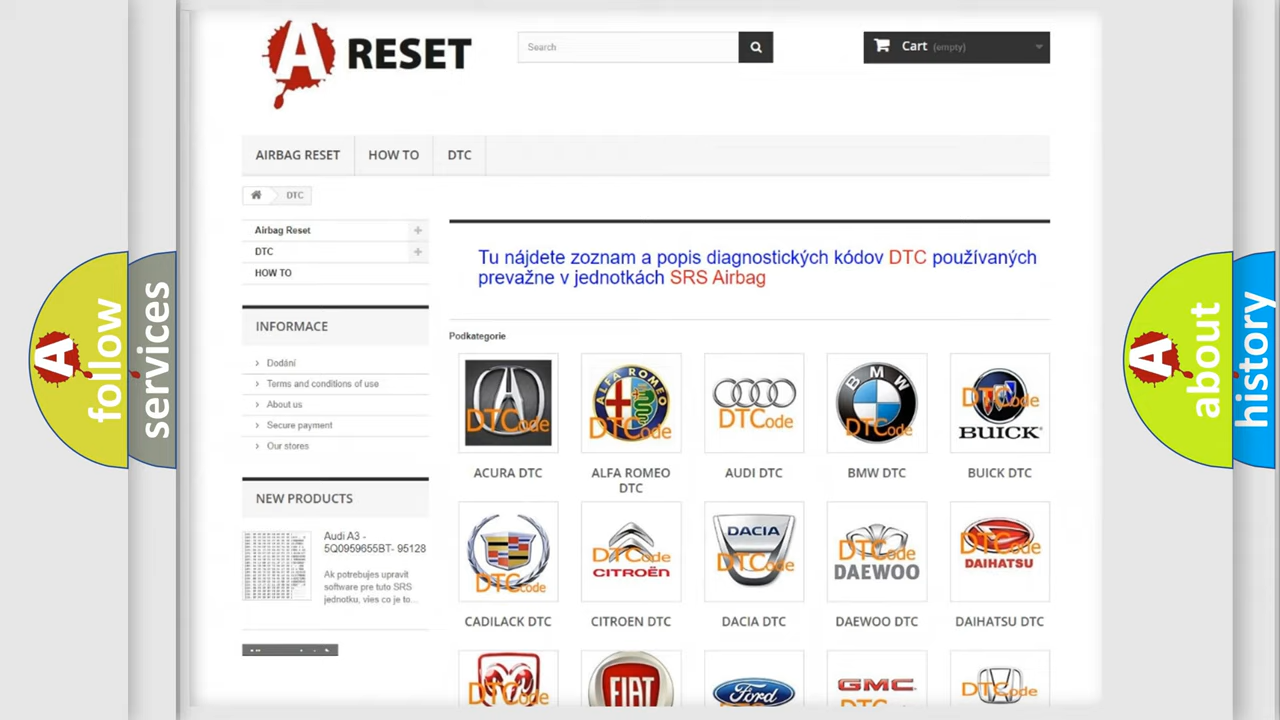 A RESET
Search
Cart (empty)
AIRBAG RESET
HOW TO
DTC
DTC
Airbag Reset
DTC
HOW TO
Tu nájdete zoznam a popis diagnostických kódov DTC používaných
prevažne v jednotkách SRS Airbag
INFORMACE
Dodání
Terms and conditions of use
About us
Secure payment
Our stores
NEW PRODUCTS
Audi A3 -
5Q0959655BT- 95128
Ak potrebujes upravit
software pre tuto SRS
jednotku, vies co je to...
Podkategorie
DTCode
ALFA ROMEO
DTCode
DTCode
BMW
DTCode
DTCode
BUICK
ACURA DTC
ALFA ROMEO
DTC
AUDI DTC
BMW DTC
BUICK DTC
DTCode
DTCode
CITROËN
DACIA
DTCode
DTCode
DAEWOO
DTCode
DAIHATSU
CADILACK DTC
CITROEN DTC
DACIA DTC
DAEWOO DTC
DAIHATSU DTC
DTCode
FIAT
Ford
GMC
DTCode
A follow
services
A about
history